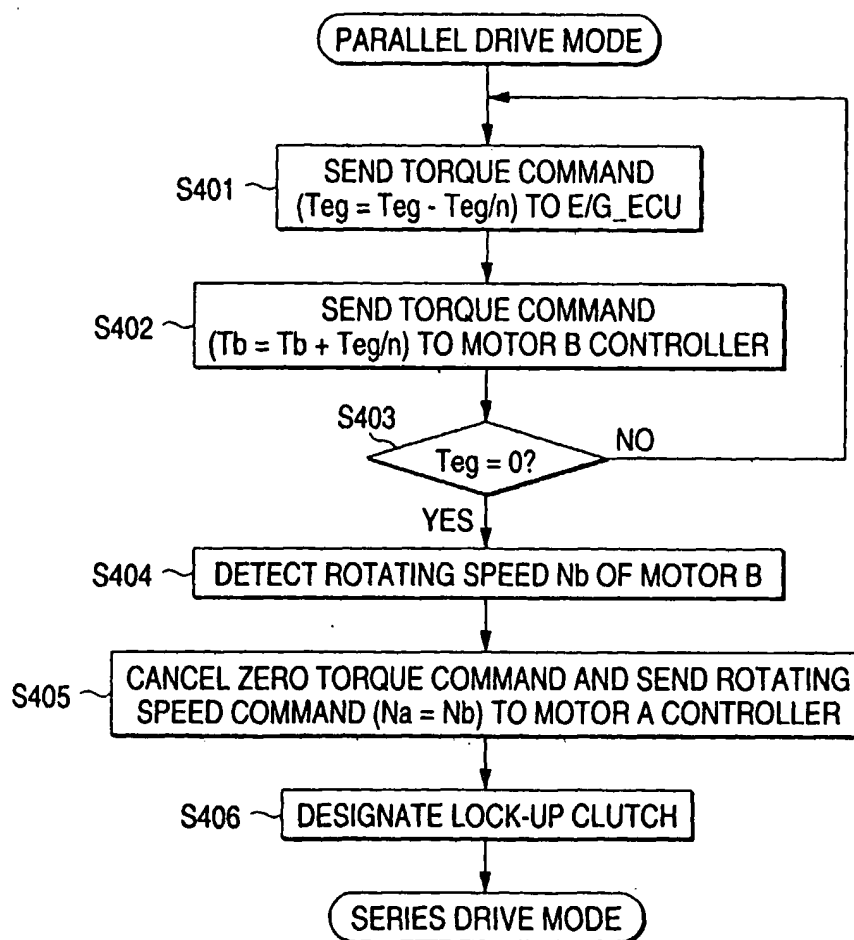 PARALLEL DRIVE MODE
S401
SEND TORQUE COMMAND
(Teg = Teg - Teg/n) TO E/G_ECU
S402
SEND TORQUE COMMAND
(Tb = Tb + Teg/n) TO MOTOR B CONTROLLER
S403
Teg = 0?
NO
YES
S404
DETECT ROTATING SPEED Nb OF MOTOR B
S405
CANCEL ZERO TORQUE COMMAND AND SEND ROTATING
SPEED COMMAND (Na = Nb) TO MOTOR A CONTROLLER
S406
DESIGNATE LOCK-UP CLUTCH
SERIES DRIVE MODE